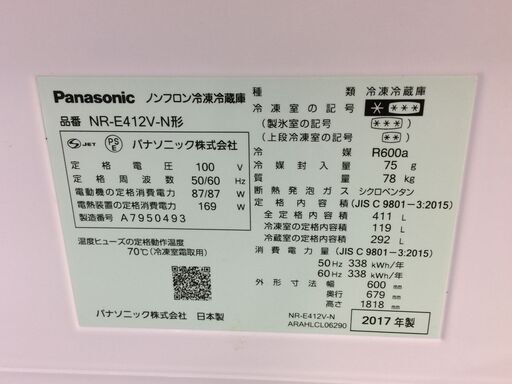 Panasonic ノンフロン冷凍冷蔵庫
品番 NR-E412V-N形
SJET PSE パナソニック株式会社
定格電圧 100 V
定格周波数 50/60 Hz
電動機の定格消費電力 87/87 W
電熱装置の定格消費電力 169 W
製造番号 A7950493
温度ヒューズの定格動作温度
70℃(冷凍室霜取用)
パナソニック株式会社 日本製
種類 冷凍冷蔵庫
冷凍室の記号 * ***
(製氷室の記号) ***
(上段冷凍室の記号) **
冷媒 R600a
冷媒封入量 75 g
質量 78 kg
断熱発泡ガス シクロペンタン
定格内容積 (JIS C 9801-3:2015)
全定格内容積 411 L
冷凍室の内容積 119 L
冷蔵室の内容積 292 L
消費電力量 (JIS C 9801-3:2015)
50Hz 338 kWh/年
60Hz 338 kWh/年
外形寸法 幅 600 mm
奥行 679 mm
高さ 1818 mm
NR-E412V-N
ARAHLCL06290
2017年製